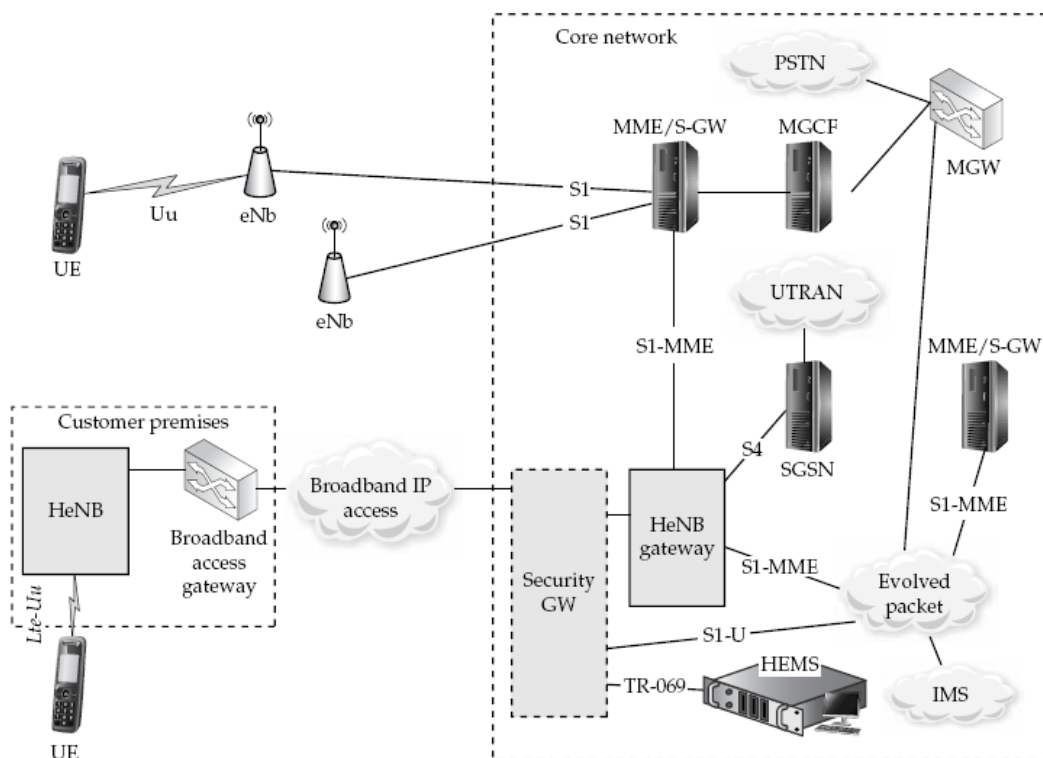 Core network
PSTN
MME/S-GW
MGCF
MGW
S1
Uu
eNb
S1
UE
eNb
UTRAN
S1-MME
MME/S-GW
Customer premises
S4
SGSN
HeNB
Broadband IP
access
S1-MME
Broadband
access
gateway
HeNB
gateway
S1-MME
Security
GW
Evolved
packet
Lte-Uu
S1-U
HEMS
TR-069
IMS
UE